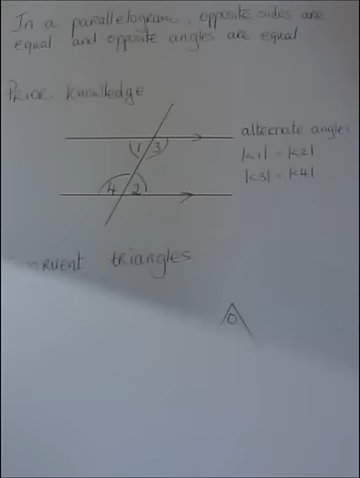 In a parallelogram, opposite sides are
equal and opposite angles are equal
Prior Knowledge
alternate angles
|∠1| = |∠2|
|∠3| = |∠4|
1 3
4 2
triangles